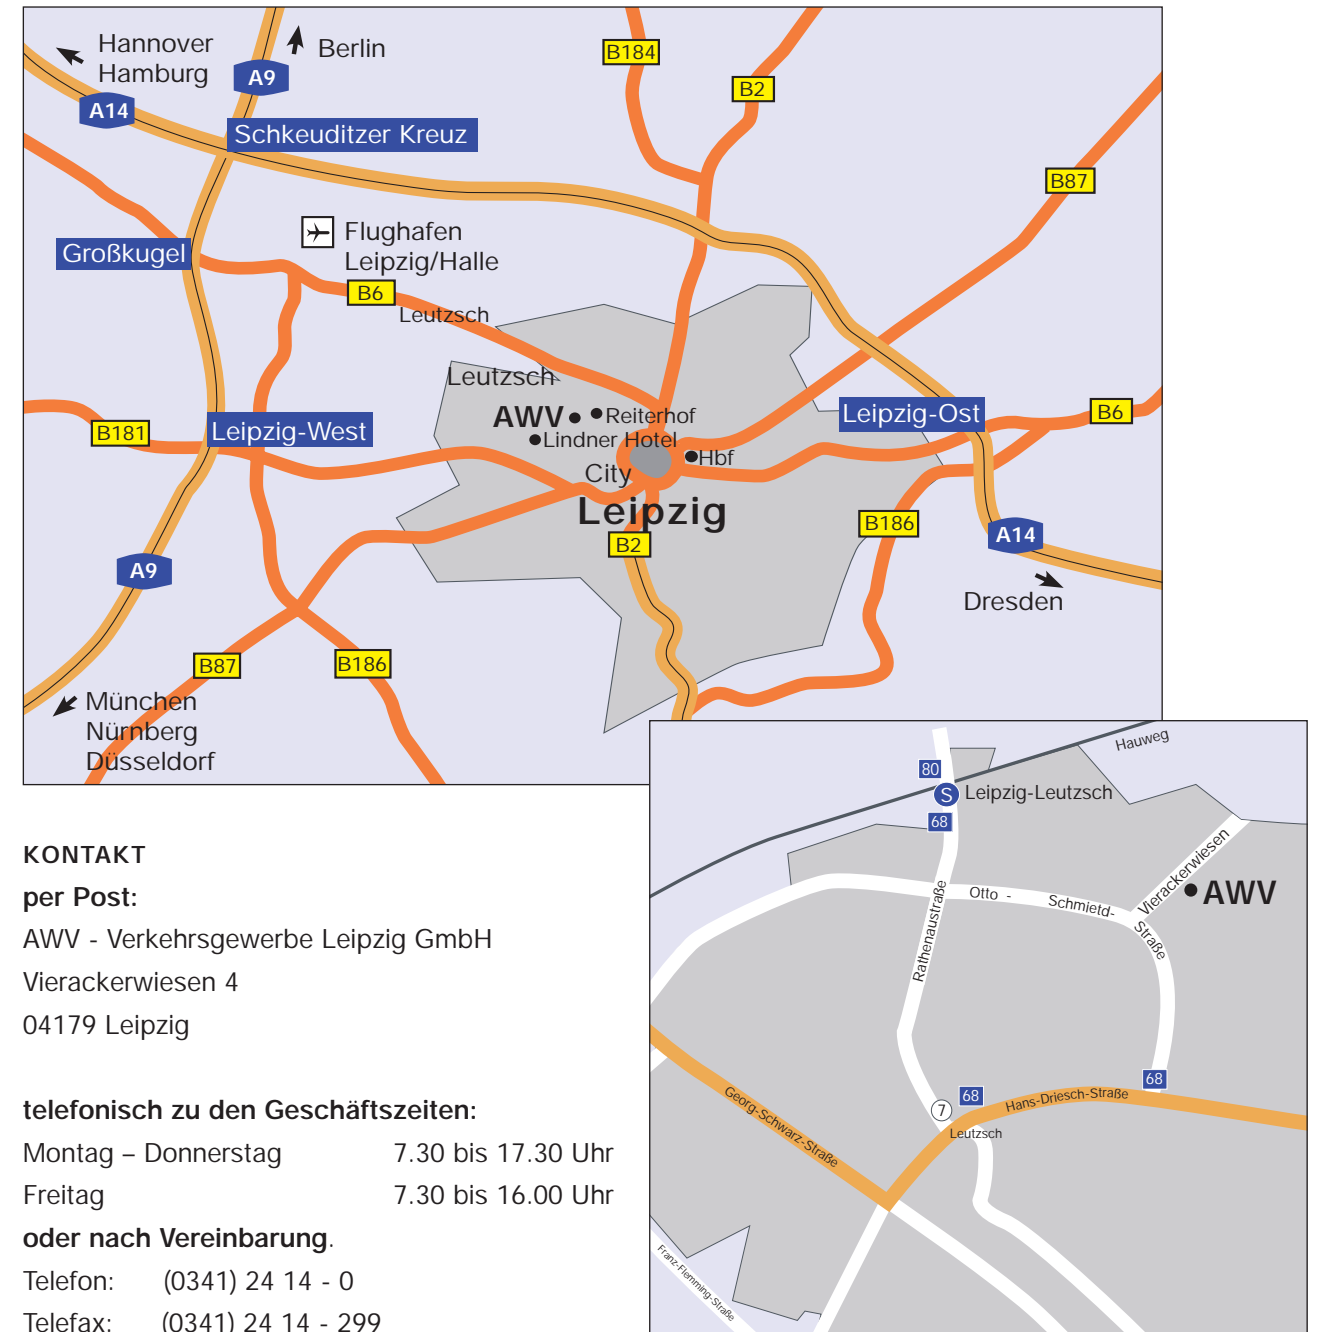 Hannover
Hamburg
Berlin
A9
A14
B184
B2
Schkeuditzer Kreuz
B87
Großkugel
Flughafen
Leipzig/Halle
B6
Leutzsch
Leutzsch
AWV
Reiterhof
Lindner Hotel
Leipzig-Ost
B6
B181
Leipzig-West
Hbf
City
Leipzig
B2
B186
A14
A9
Dresden
B87
B186
München
Nürnberg
Düsseldorf
Hauweg
80
S
Leipzig-Leutzsch
68
Vierackerwiesen
AWV
Otto - Schmietd- Straße
Rathenaustraße
68
68
7
Hans-Driesch-Straße
Leutzsch
Georg-Schwarz-Straße
Franz-Flemming-Straße
KONTAKT
per Post:
AWV - Verkehrsgewerbe Leipzig GmbH
Vierackerwiesen 4
04179 Leipzig
telefonisch zu den Geschäftszeiten:
Montag – Donnerstag 7.30 bis 17.30 Uhr
Freitag 7.30 bis 16.00 Uhr
oder nach Vereinbarung.
Telefon: (0341) 24 14 - 0
Telefax: (0341) 24 14 - 299